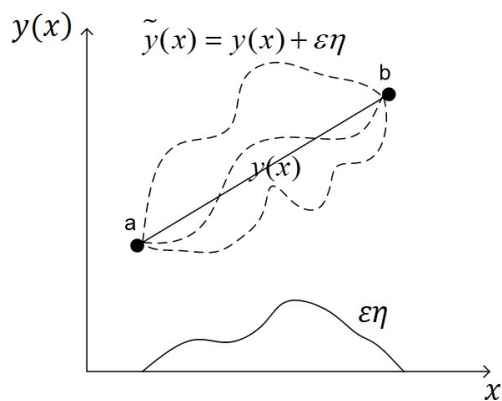 y(x)
ỹ(x) = y(x) + εη
b
y(x)
a
εη
x